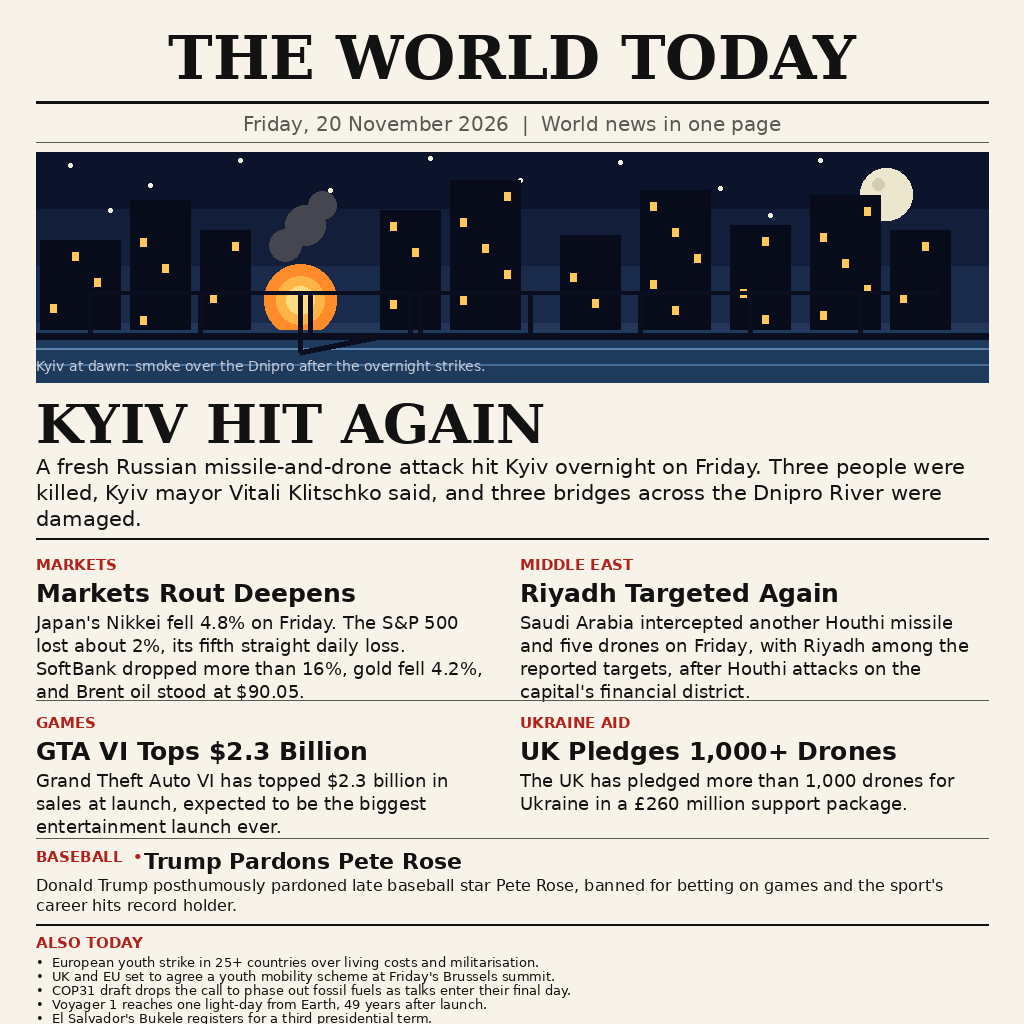 THE WORLD TODAY
Friday, 20 November 2026 | World news in one page
Kyiv at dawn: smoke over the Dnipro after the overnight strikes.
KYIV HIT AGAIN
A fresh Russian missile-and-drone attack hit Kyiv overnight on Friday. Three people were
killed, Kyiv mayor Vitali Klitschko said, and three bridges across the Dnipro River were
damaged.
MARKETS
Markets Rout Deepens
Japan's Nikkei fell 4.8% on Friday. The S&P 500
lost about 2%, its fifth straight daily loss.
SoftBank dropped more than 16%, gold fell 4.2%,
and Brent oil stood at $90.05.
MIDDLE EAST
Riyadh Targeted Again
Saudi Arabia intercepted another Houthi missile
and five drones on Friday, with Riyadh among the
reported targets, after Houthi attacks on the
capital's financial district.
GAMES
GTA VI Tops $2.3 Billion
Grand Theft Auto VI has topped $2.3 billion in
sales at launch, expected to be the biggest
entertainment launch ever.
UKRAINE AID
UK Pledges 1,000+ Drones
The UK has pledged more than 1,000 drones for
Ukraine in a £260 million support package.
BASEBALL • Trump Pardons Pete Rose
Donald Trump posthumously pardoned late baseball star Pete Rose, banned for betting on games and the sport's
career hits record holder.
ALSO TODAY
• European youth strike in 25+ countries over living costs and militarisation.
• UK and EU set to agree a youth mobility scheme at Friday's Brussels summit.
• COP31 draft drops the call to phase out fossil fuels as talks enter their final day.
• Voyager 1 reaches one light-day from Earth, 49 years after launch.
• El Salvador's Bukele registers for a third presidential term.